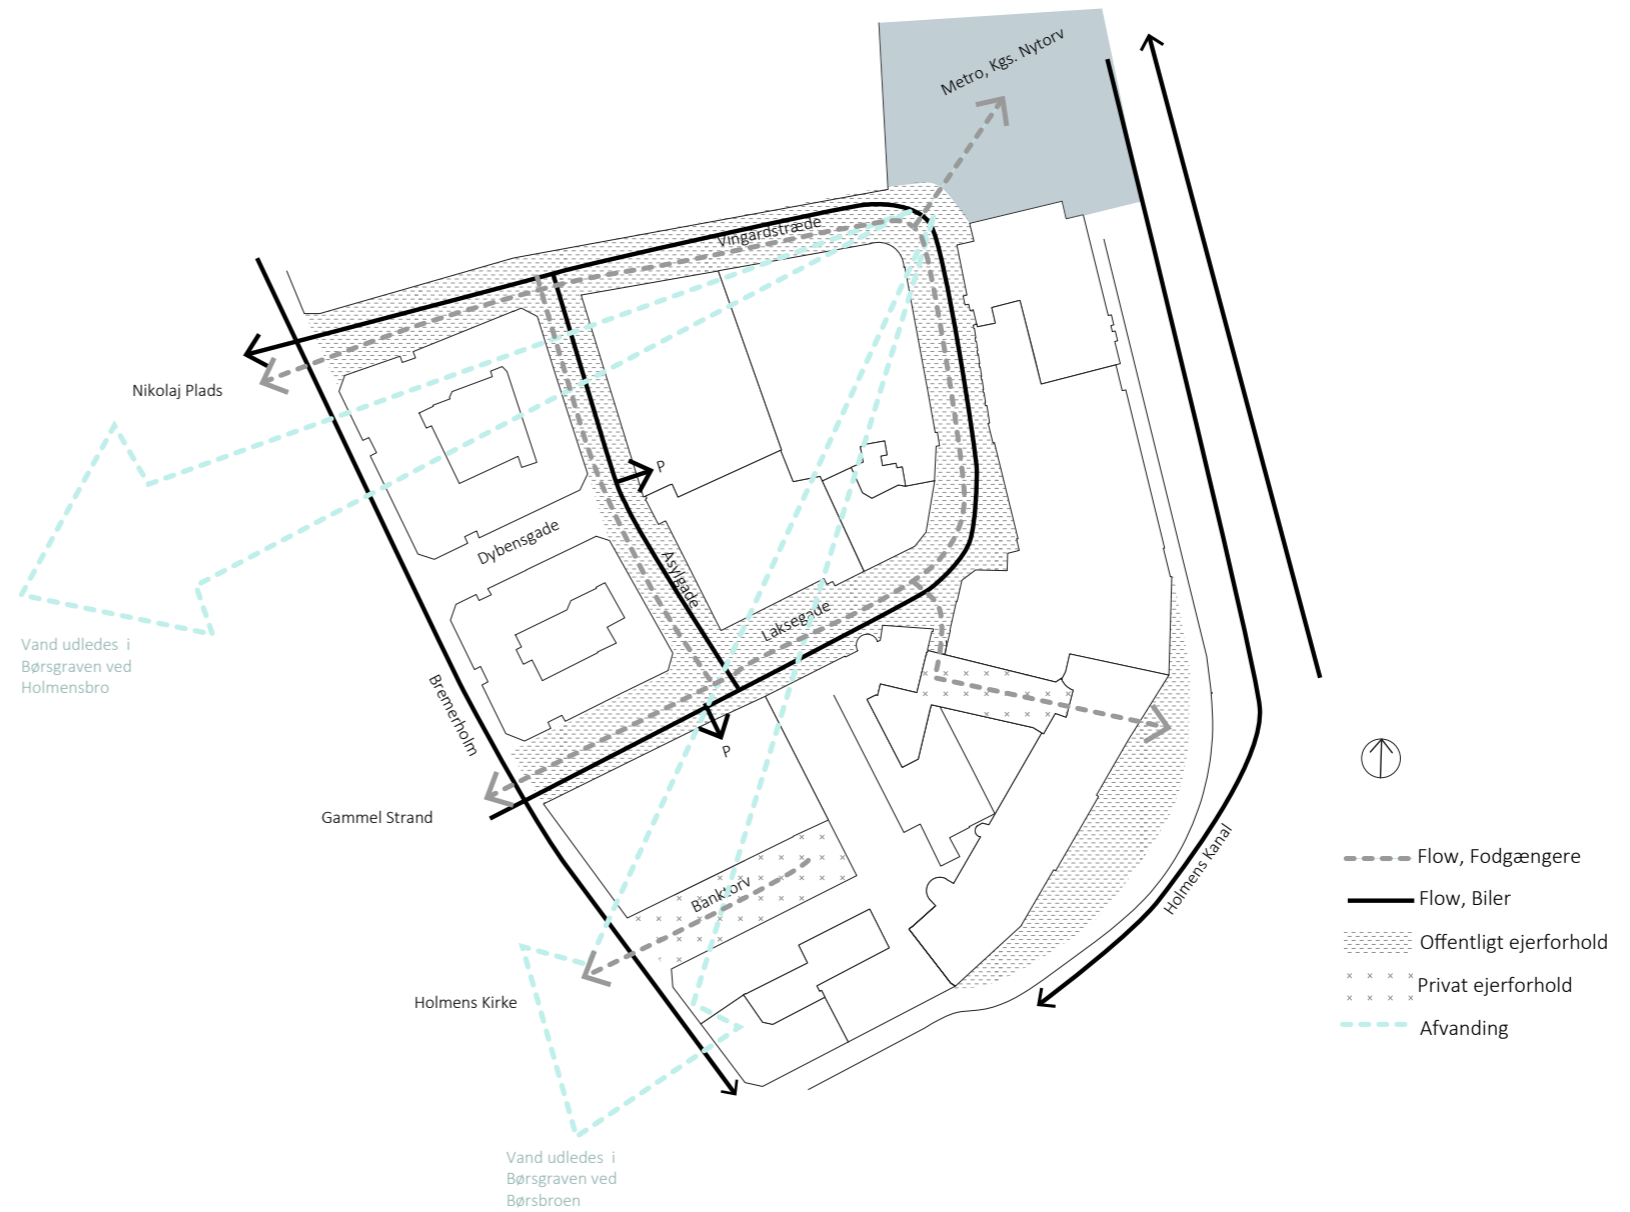 Metro, Kgs. Nytorv
Vingårdstræde
Nikolaj Plads
P
Dybensgade
Asylgade
Laksegade
Vand udledes i
Børsgraven ved
Holmensbro
Bremerholm
P
Gammel Strand
Holmens Kanal
Banktorv
Holmens Kirke
Vand udledes i
Børsgraven ved
Børsbroen
Flow, Fodgængere
Flow, Biler
Offentligt ejerforhold
Privat ejerforhold
Afvanding